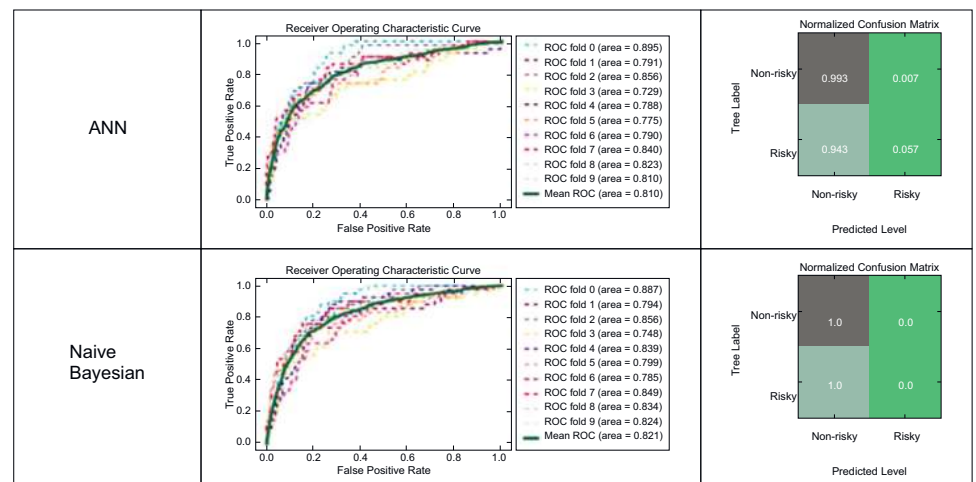 ANN
Receiver Operating Characteristic Curve
True Positive Rate
1.0
0.8
0.6
0.4
0.2
0.0
0.0 0.2 0.4 0.6 0.8 1.0
False Positive Rate
ROC fold 0 (area = 0.895)
ROC fold 1 (area = 0.791)
ROC fold 2 (area = 0.856)
ROC fold 3 (area = 0.729)
ROC fold 4 (area = 0.788)
ROC fold 5 (area = 0.775)
ROC fold 6 (area = 0.790)
ROC fold 7 (area = 0.840)
ROC fold 8 (area = 0.823)
ROC fold 9 (area = 0.810)
Mean ROC (area = 0.810)
Normalized Confusion Matrix
Tree Label
Non-risky
0.993 0.007
Risky
0.943 0.057
Non-risky Risky
Predicted Level
Naive
Bayesian
Receiver Operating Characteristic Curve
True Positive Rate
1.0
0.8
0.6
0.4
0.2
0.0
0.0 0.2 0.4 0.6 0.8 1.0
False Positive Rate
ROC fold 0 (area = 0.887)
ROC fold 1 (area = 0.794)
ROC fold 2 (area = 0.856)
ROC fold 3 (area = 0.748)
ROC fold 4 (area = 0.839)
ROC fold 5 (area = 0.799)
ROC fold 6 (area = 0.785)
ROC fold 7 (area = 0.849)
ROC fold 8 (area = 0.834)
ROC fold 9 (area = 0.824)
Mean ROC (area = 0.821)
Normalized Confusion Matrix
Tree Label
Non-risky
1.0 0.0
Risky
1.0 0.0
Non-risky Risky
Predicted Level